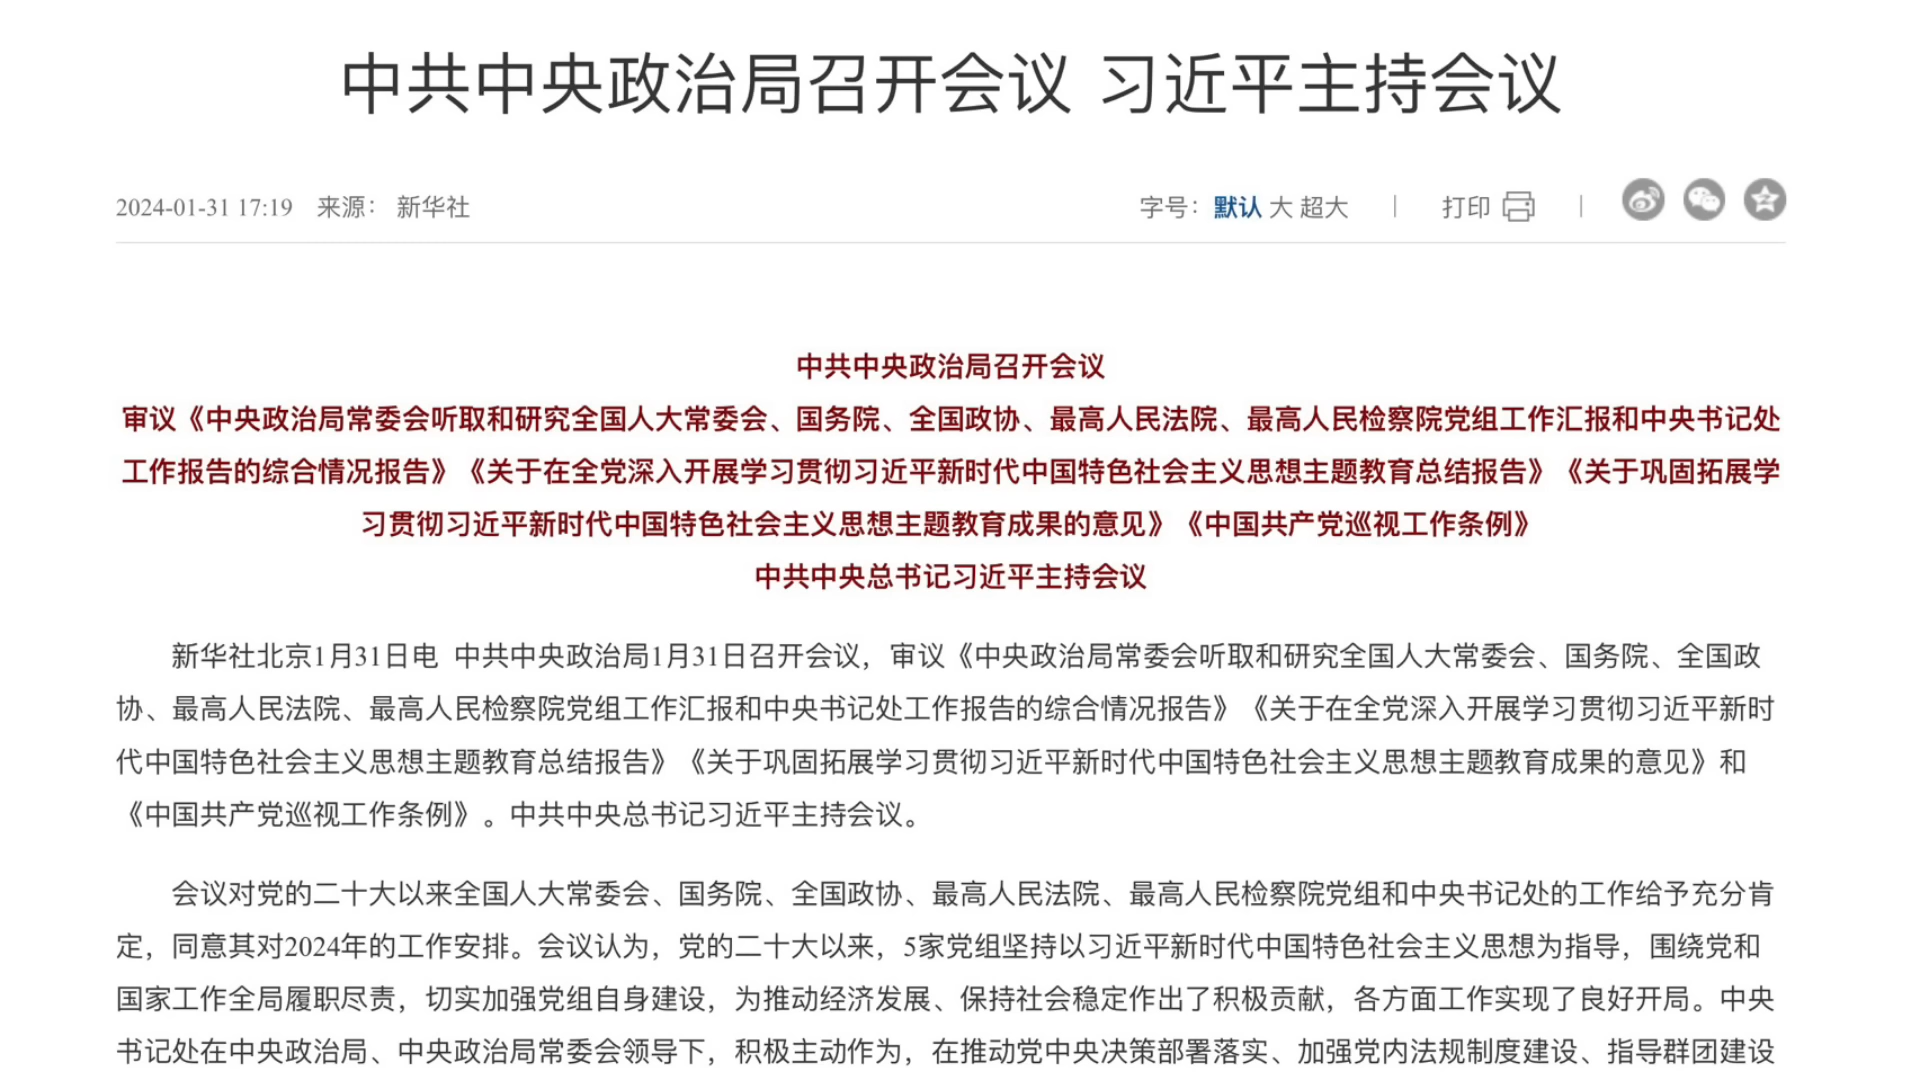 中共中央政治局召开会议 习近平主持会议
2024-01-31 17:19 来源： 新华社 字号：默认 大 超大 | 打印 |
中共中央政治局召开会议
审议《中央政治局常委会听取和研究全国人大常委会、国务院、全国政协、最高人民法院、最高人民检察院党组工作汇报和中央书记处
工作报告的综合情况报告》《关于在全党深入开展学习贯彻习近平新时代中国特色社会主义思想主题教育总结报告》《关于巩固拓展学
习贯彻习近平新时代中国特色社会主义思想主题教育成果的意见》《中国共产党巡视工作条例》
中共中央总书记习近平主持会议
新华社北京1月31日电 中共中央政治局1月31日召开会议，审议《中央政治局常委会听取和研究全国人大常委会、国务院、全国政
协、最高人民法院、最高人民检察院党组工作汇报和中央书记处工作报告的综合情况报告》《关于在全党深入开展学习贯彻习近平新时
代中国特色社会主义思想主题教育总结报告》《关于巩固拓展学习贯彻习近平新时代中国特色社会主义思想主题教育成果的意见》和
《中国共产党巡视工作条例》。中共中央总书记习近平主持会议。
会议对党的二十大以来全国人大常委会、国务院、全国政协、最高人民法院、最高人民检察院党组和中央书记处的工作给予充分肯
定，同意其对2024年的工作安排。会议认为，党的二十大以来，5家党组坚持以习近平新时代中国特色社会主义思想为指导，围绕党和
国家工作全局履职尽责，切实加强党组自身建设，为推动经济发展、保持社会稳定作出了积极贡献，各方面工作实现了良好开局。中央
书记处在中央政治局、中央政治局常委会领导下，积极主动作为，在推动党中央决策部署落实、加强党内法规制度建设、指导群团建设